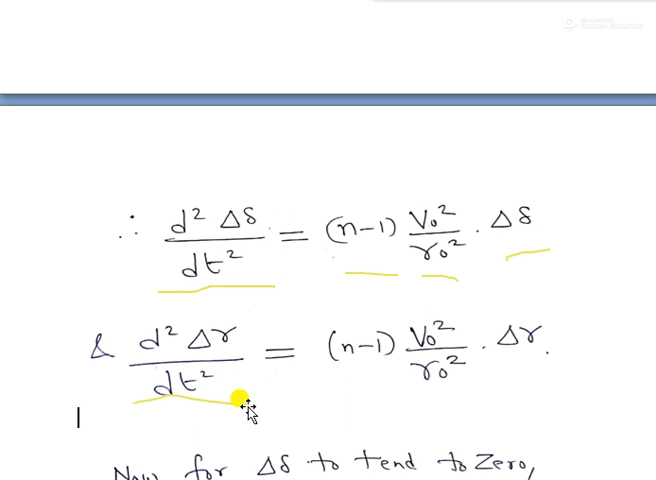 ∴ d² Δδ / dt² = (n-1) V₀² / r₀² . Δδ
& d² Δr / dt² = (n-1) V₀² / r₀² . Δr.
Now for Δδ to tend to zero,